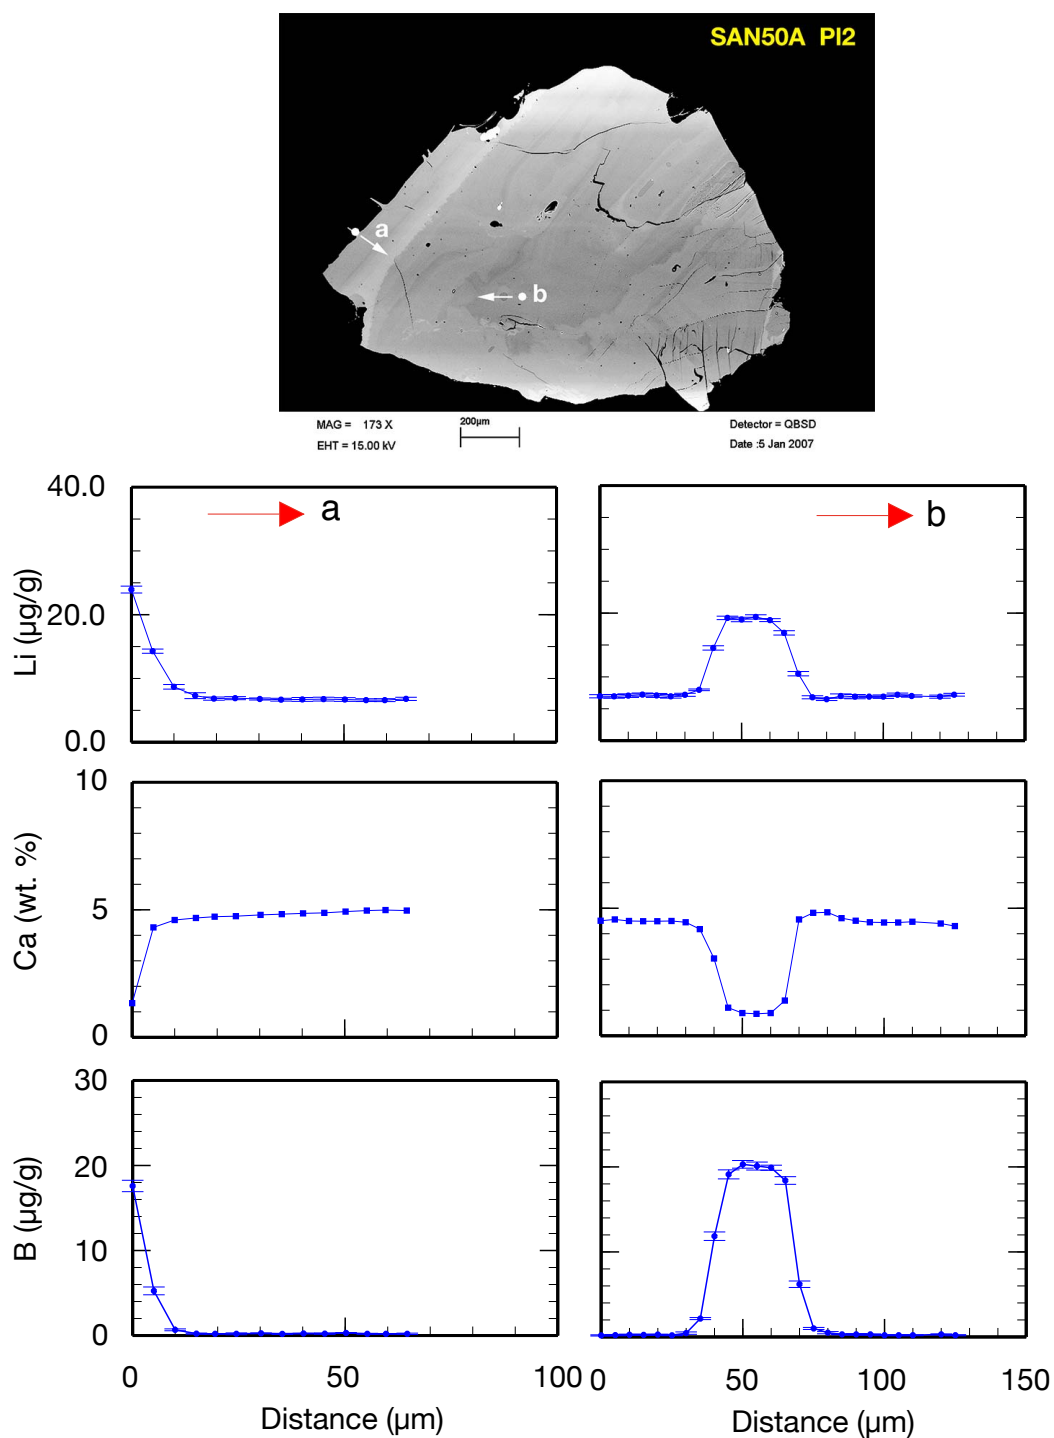 SAN50A PI2
a
b
MAG = 173 X
EHT = 15.00 kV
200µm
Detector = QBSD
Date :5 Jan 2007
40.0
20.0
0.0
Li (µg/g)
a
b
10
5
0
Ca (wt. %)
30
20
10
0
B (µg/g)
0 50 100
0 50 100 150
Distance (µm)
Distance (µm)